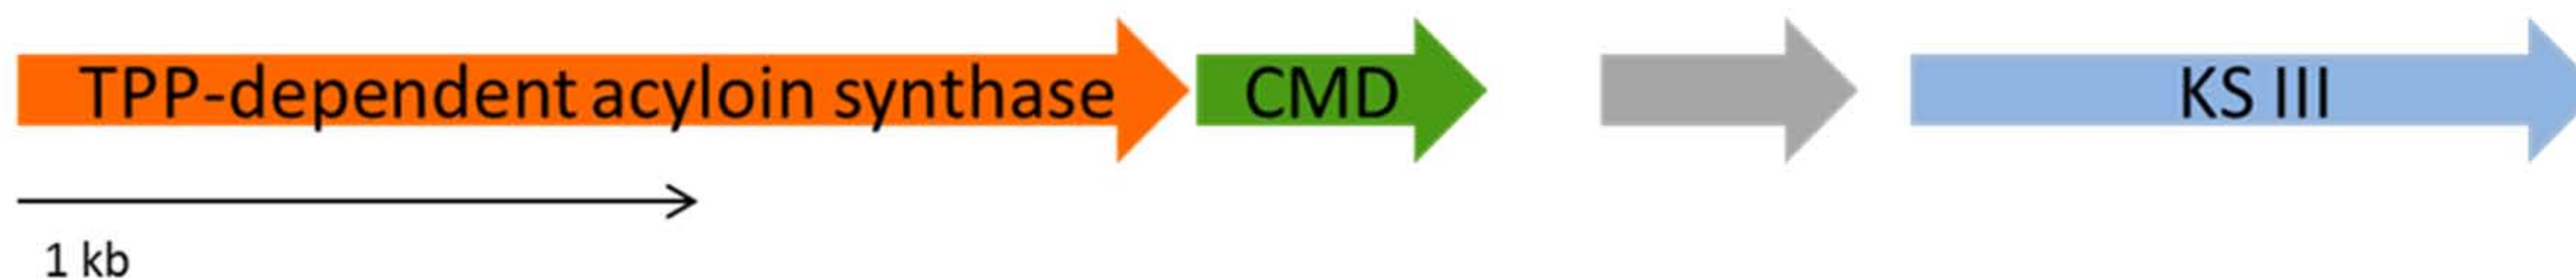 TPP-dependent acyloin synthase CMD KS III
1 kb